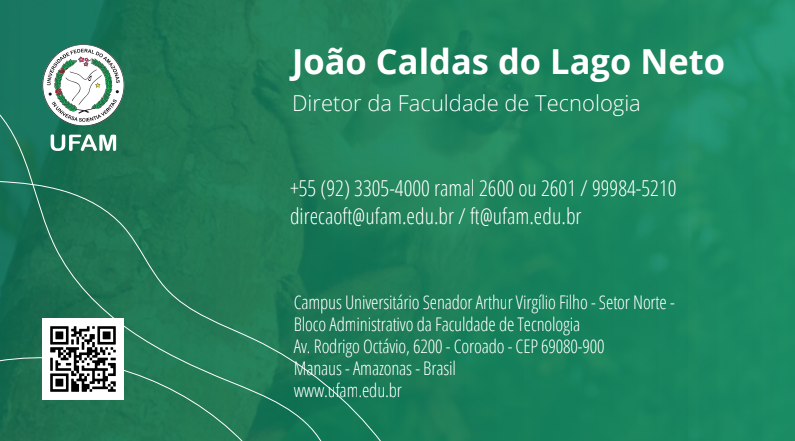 UNIVERSIDADE FEDERAL DO AMAZONAS
IN UNIVERSA SCIENTIA VERITAS
UFAM
João Caldas do Lago Neto
Diretor da Faculdade de Tecnologia
+55 (92) 3305-4000 ramal 2600 ou 2601 / 99984-5210
direcaoft@ufam.edu.br / ft@ufam.edu.br
Campus Universitário Senador Arthur Virgílio Filho - Setor Norte -
Bloco Administrativo da Faculdade de Tecnologia
Av. Rodrigo Octávio, 6200 - Coroado - CEP 69080-900
Manaus - Amazonas - Brasil
www.ufam.edu.br